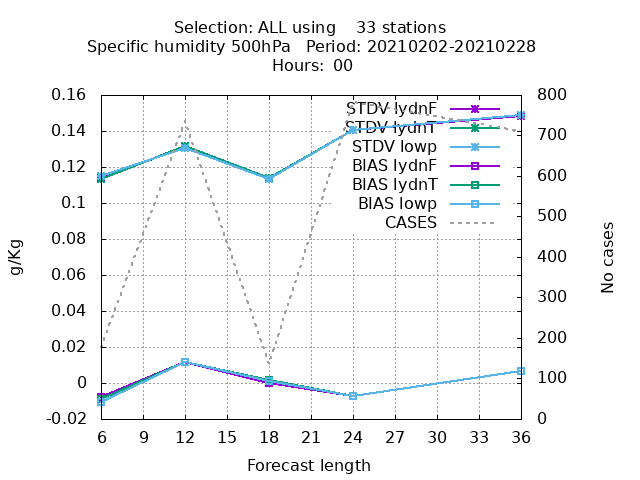 Selection: ALL using 33 stations
Specific humidity 500hPa Period: 20210202-20210228
Hours: 00
0.16
0.14
0.12
0.1
0.08
0.06
0.04
0.02
0
-0.02
g/Kg
STDV lydnF
STDV lydnT
STDV lowp
BIAS lydnF
BIAS lydnT
BIAS lowp
CASES
800
700
600
500
400
300
200
100
0
No cases
6 9 12 15 18 21 24 27 30 33 36
Forecast length